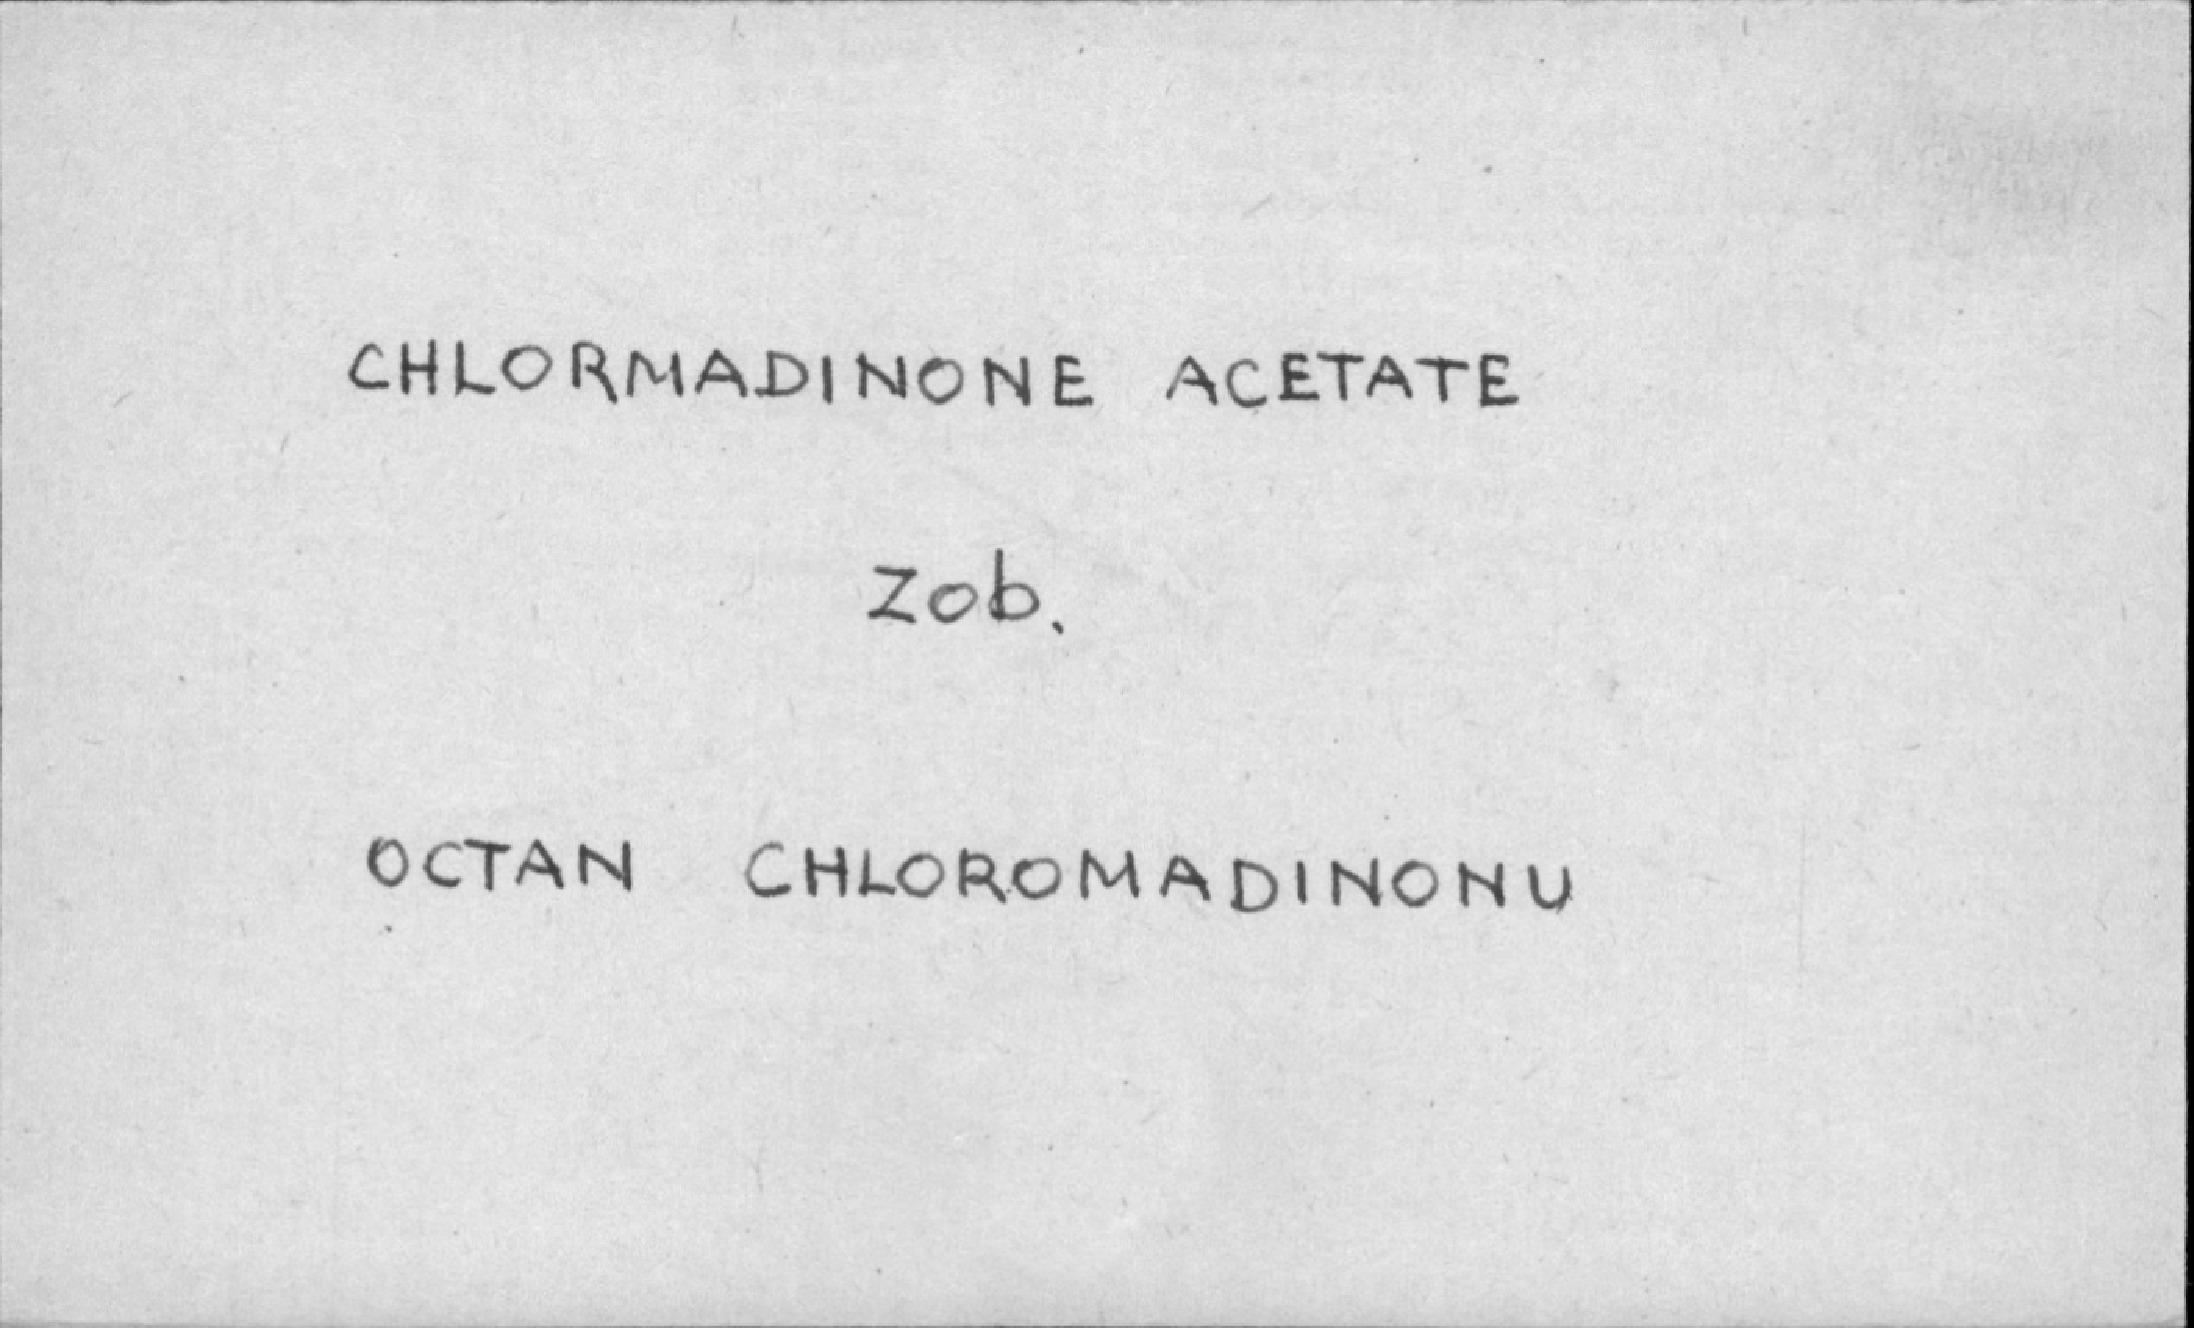 CHLORMADINONE ACETATE
zob.
OCTAN CHLOROMADINONU